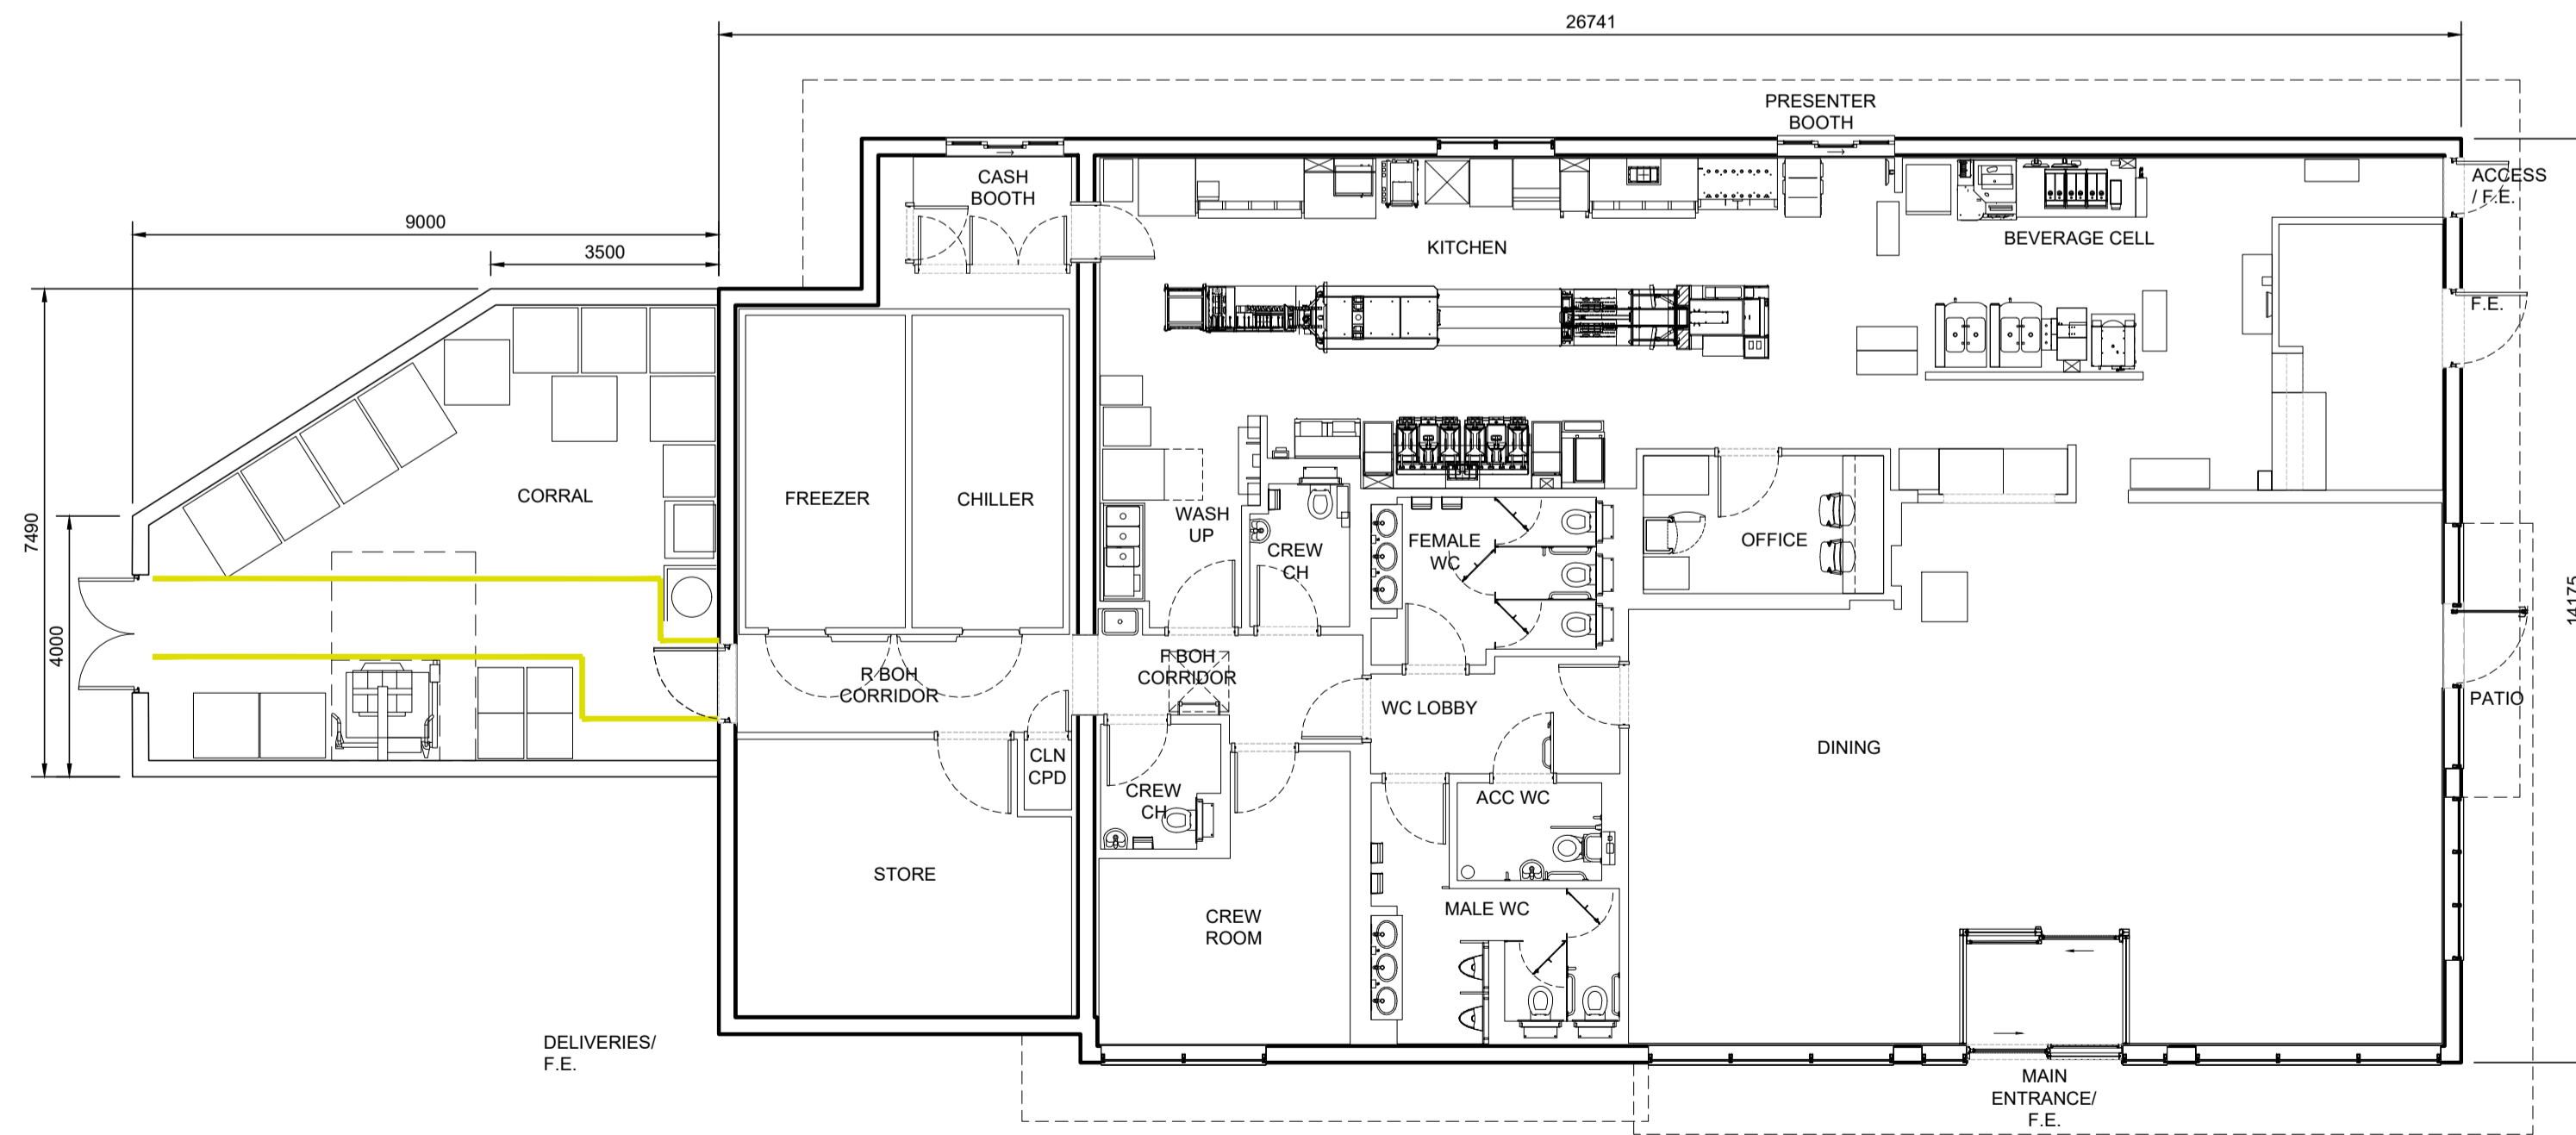 26741
PRESENTER
BOOTH
CASH
BOOTH
ACCESS
/ F.E.
9000
3500
KITCHEN
BEVERAGE CELL
F.E.
CORRAL
FREEZER
CHILLER
WASH
UP
CREW
CH
FEMALE
WC
OFFICE
7490
4000
14175
R BOH
CORRIDOR
F BOH
CORRIDOR
WC LOBBY
PATIO
DINING
CLN
CPD
CREW
CH
ACC WC
STORE
CREW
ROOM
MALE WC
DELIVERIES/
F.E.
MAIN
ENTRANCE/
F.E.